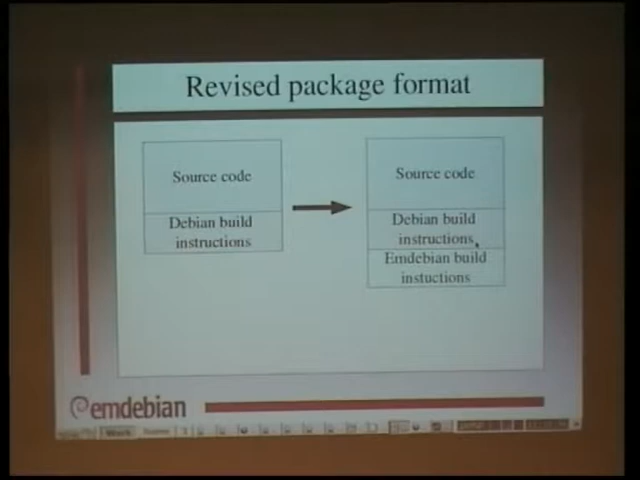 Revised package format
Source code
Debian build
instructions
Source code
Debian build
instructions
Emdebian build
instuctions
emdebian